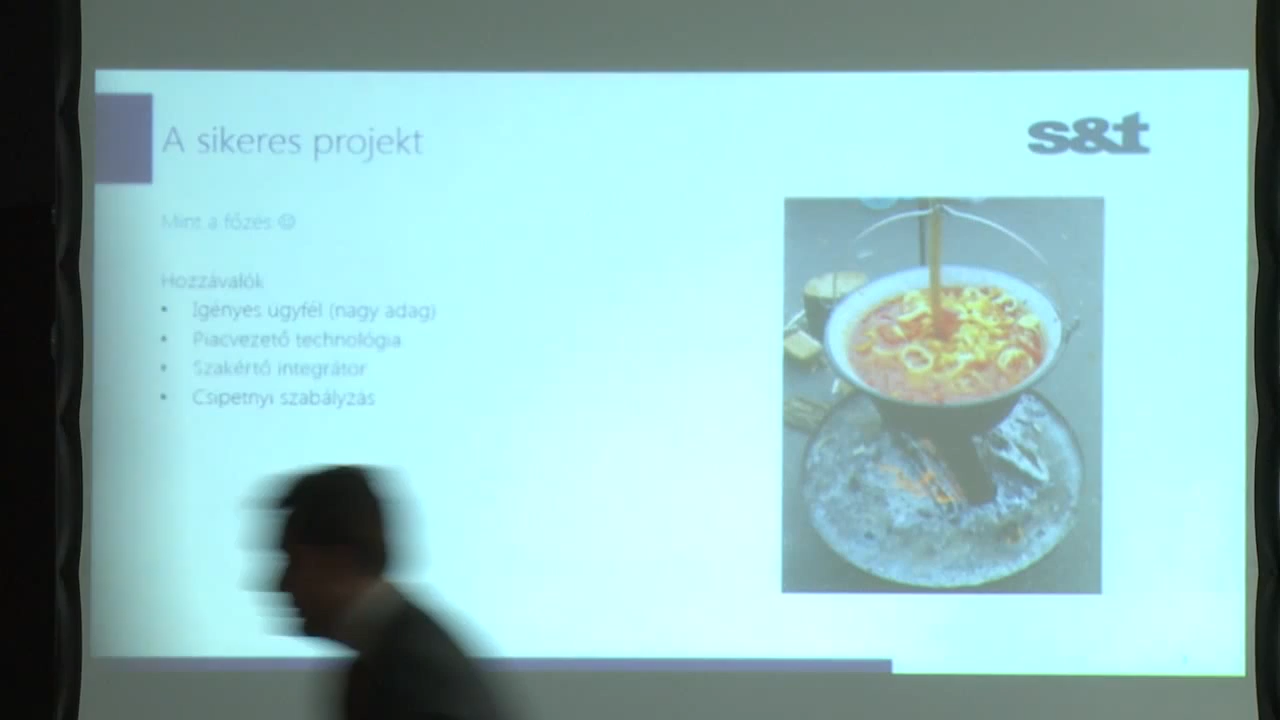 A sikeres projekt
s&t
Mint a főzés ☺
Hozzávalók
• Igényes ügyfél (nagy adag)
• Piacvezető technológia
• Szakértő integrátor
• Csipetnyi szabályzás